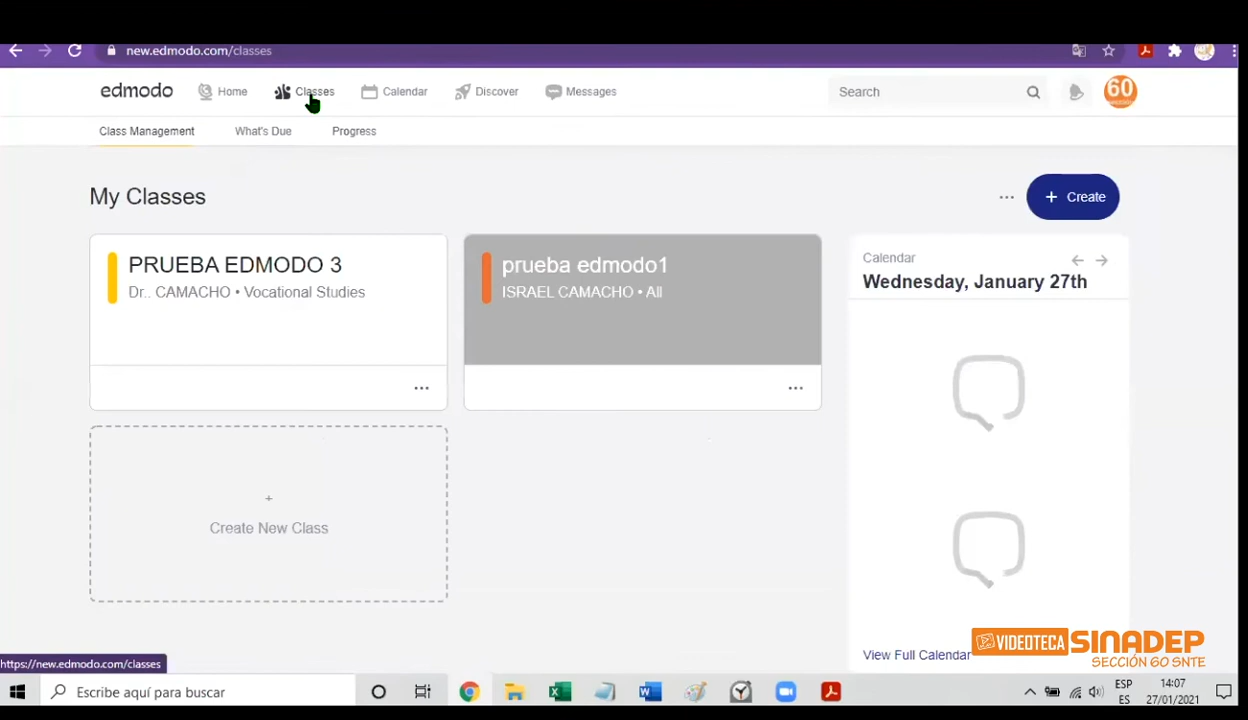 new.edmodo.com/classes
edmodo
Home
Classes
Calendar
Discover
Messages
Search
60
Class Management
What's Due
Progress
My Classes
+ Create
PRUEBA EDMODO 3
Dr.. CAMACHO • Vocational Studies
prueba edmodo1
ISRAEL CAMACHO • All
Calendar
Wednesday, January 27th
+
Create New Class
View Full Calendar
VIDEOTECA SINADEP
SECCIÓN 60 SNTE
https://new.edmodo.com/classes
Escribe aquí para buscar
ESP
ES
14:07
27/01/2021